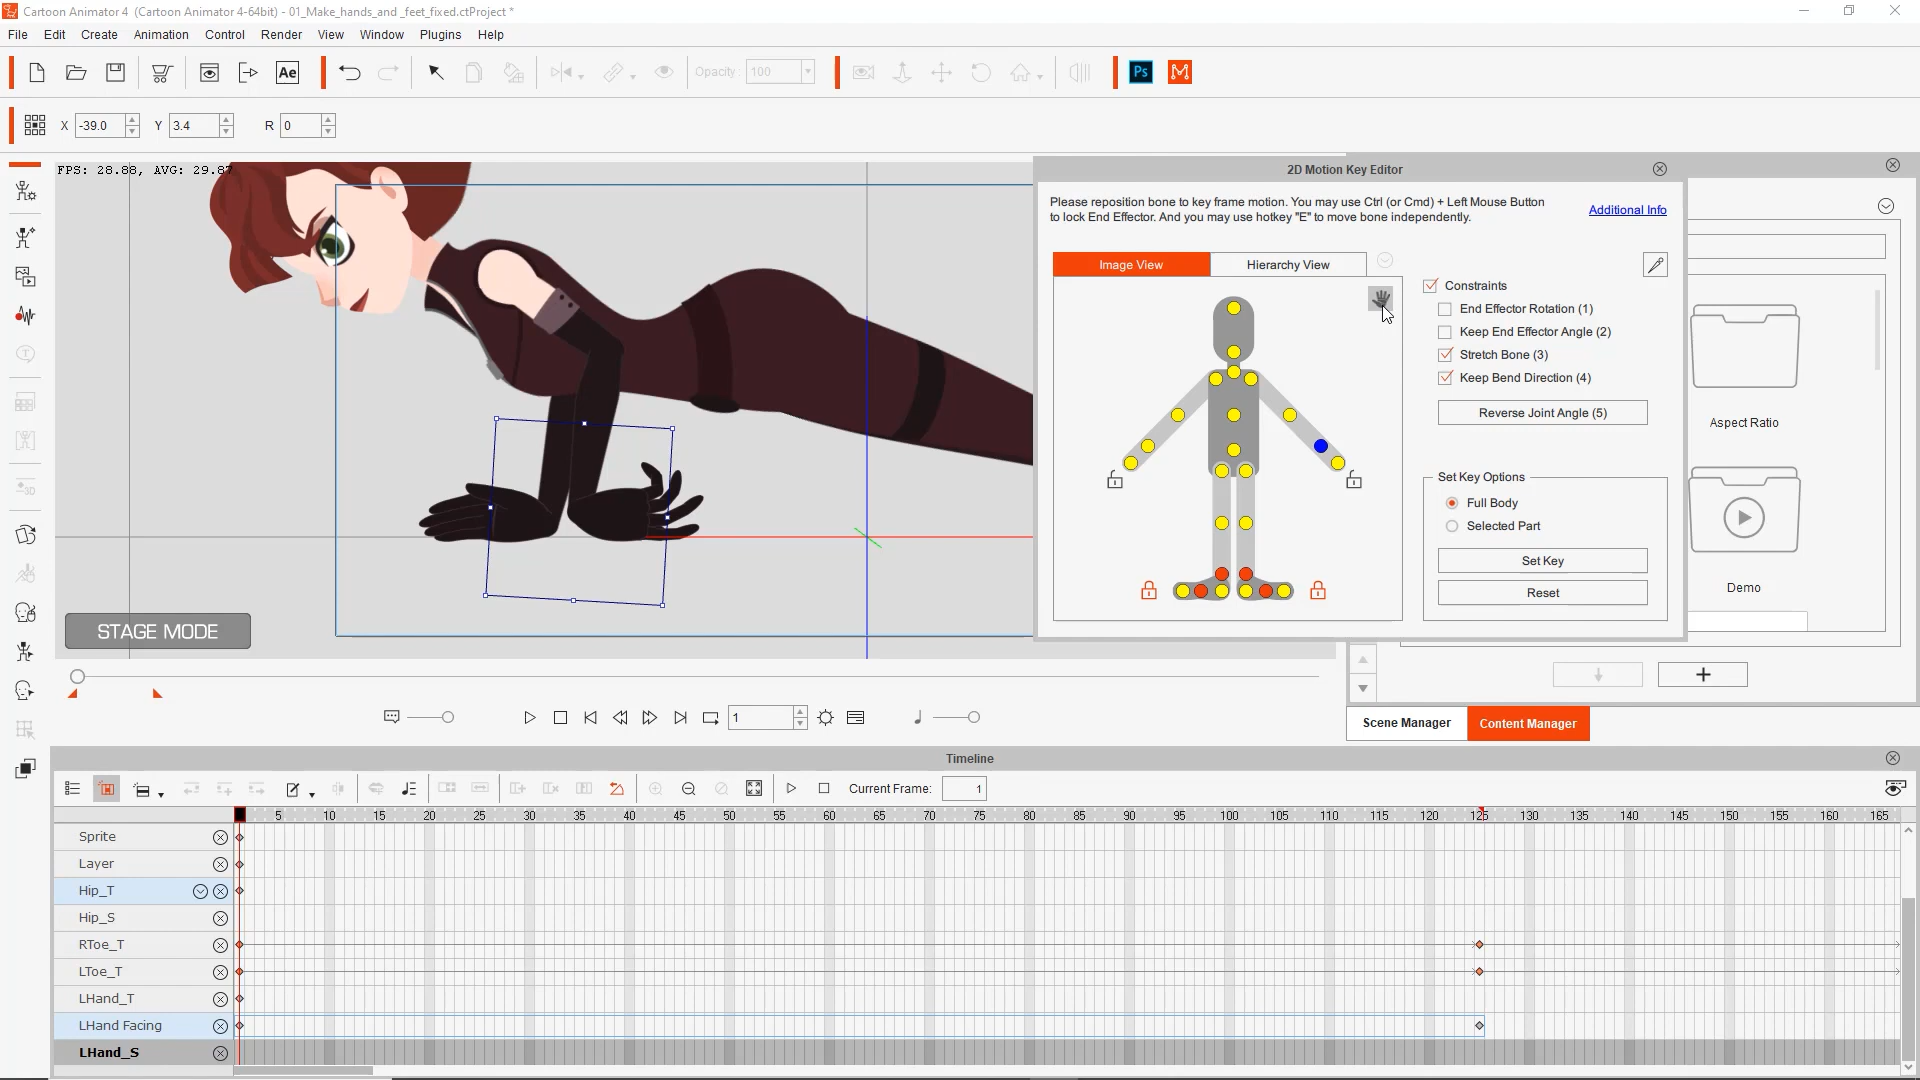 Cartoon Animator 4  (Cartoon Animator 4-64bit) - 01_Make_hands_and _feet_fixed.ctProject *
File Edit Create Animation Control Render View Window Plugins Help
Ae
Opacity : 100
Ps
X -39.0 Y 3.4 R 0
FPS: 28.88, AVG: 29.87
2D Motion Key Editor
Please reposition bone to key frame motion. You may use Ctrl (or Cmd) + Left Mouse Button
to lock End Effector. And you may use hotkey "E" to move bone independently.
Additional Info
Image View Hierarchy View
Constraints
End Effector Rotation (1)
Keep End Effector Angle (2)
Stretch Bone (3)
Keep Bend Direction (4)
Reverse Joint Angle (5)
Aspect Ratio
Set Key Options
Full Body
Selected Part
Set Key
Reset
Demo
STAGE MODE
1
Scene Manager Content Manager
Timeline
Current Frame: 1
5 10 15 20 25 30 35 40 45 50 55 60 65 70 75 80 85 90 95 100 105 110 115 120 125 130 135 140 145 150 155 160 165
Sprite
Layer
Hip_T
Hip_S
RToe_T
LToe_T
LHand_T
LHand Facing
LHand_S